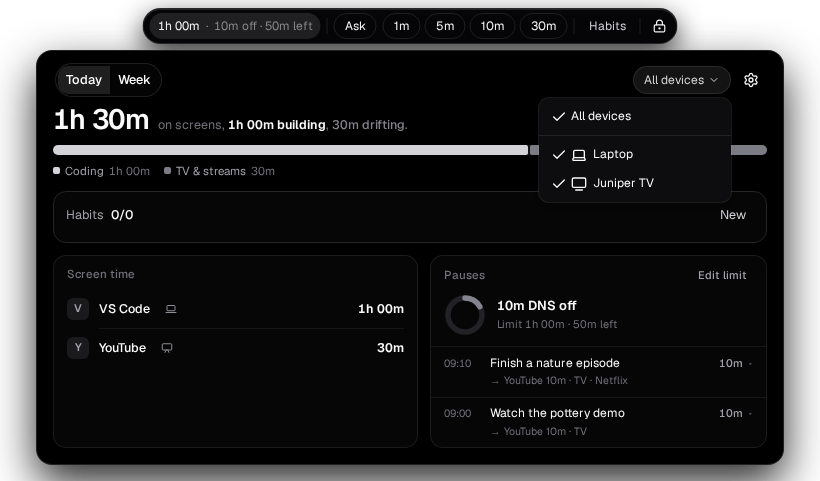 1h 00m · 10m off · 50m left Ask 1m 5m 10m 30m Habits
Today Week All devices
1h 30m on screens, 1h 00m building, 30m drifting.
All devices
Laptop
Juniper TV
Coding 1h 00m TV & streams 30m
Habits 0/0 New
Screen time
V VS Code 1h 00m
Y YouTube 30m
Pauses Edit limit
10m DNS off
Limit 1h 00m · 50m left
09:10 Finish a nature episode 10m
→ YouTube 10m · TV · Netflix
09:00 Watch the pottery demo 10m
→ YouTube 10m · TV